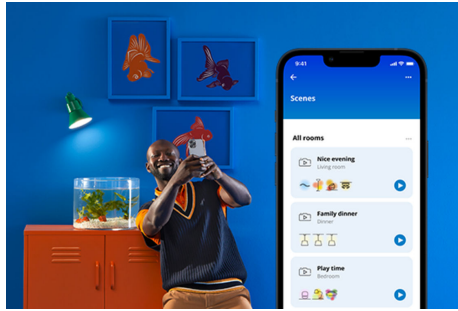 9:41
Scenes
All rooms
Nice evening
Living room
Family dinner
Dinner
Play time
Bedroom